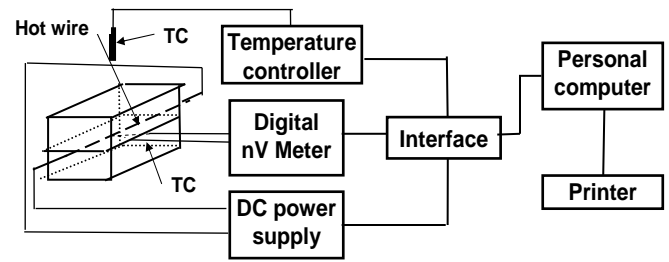 Hot wire
TC
Temperature
controller
Personal
computer
Digital
nV Meter
Interface
TC
DC power
supply
Printer